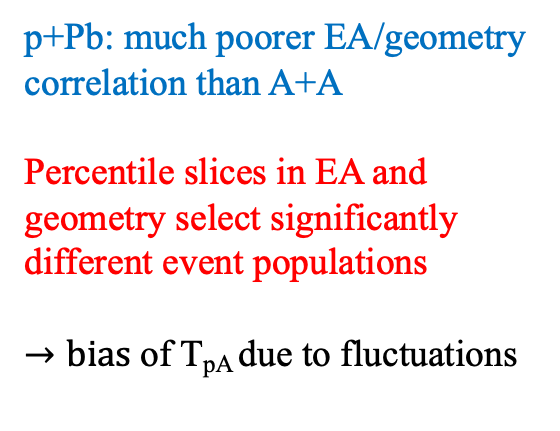 p+Pb: much poorer EA/geometry
correlation than A+A
Percentile slices in EA and
geometry select significantly
different event populations
→ bias of TpA due to fluctuations